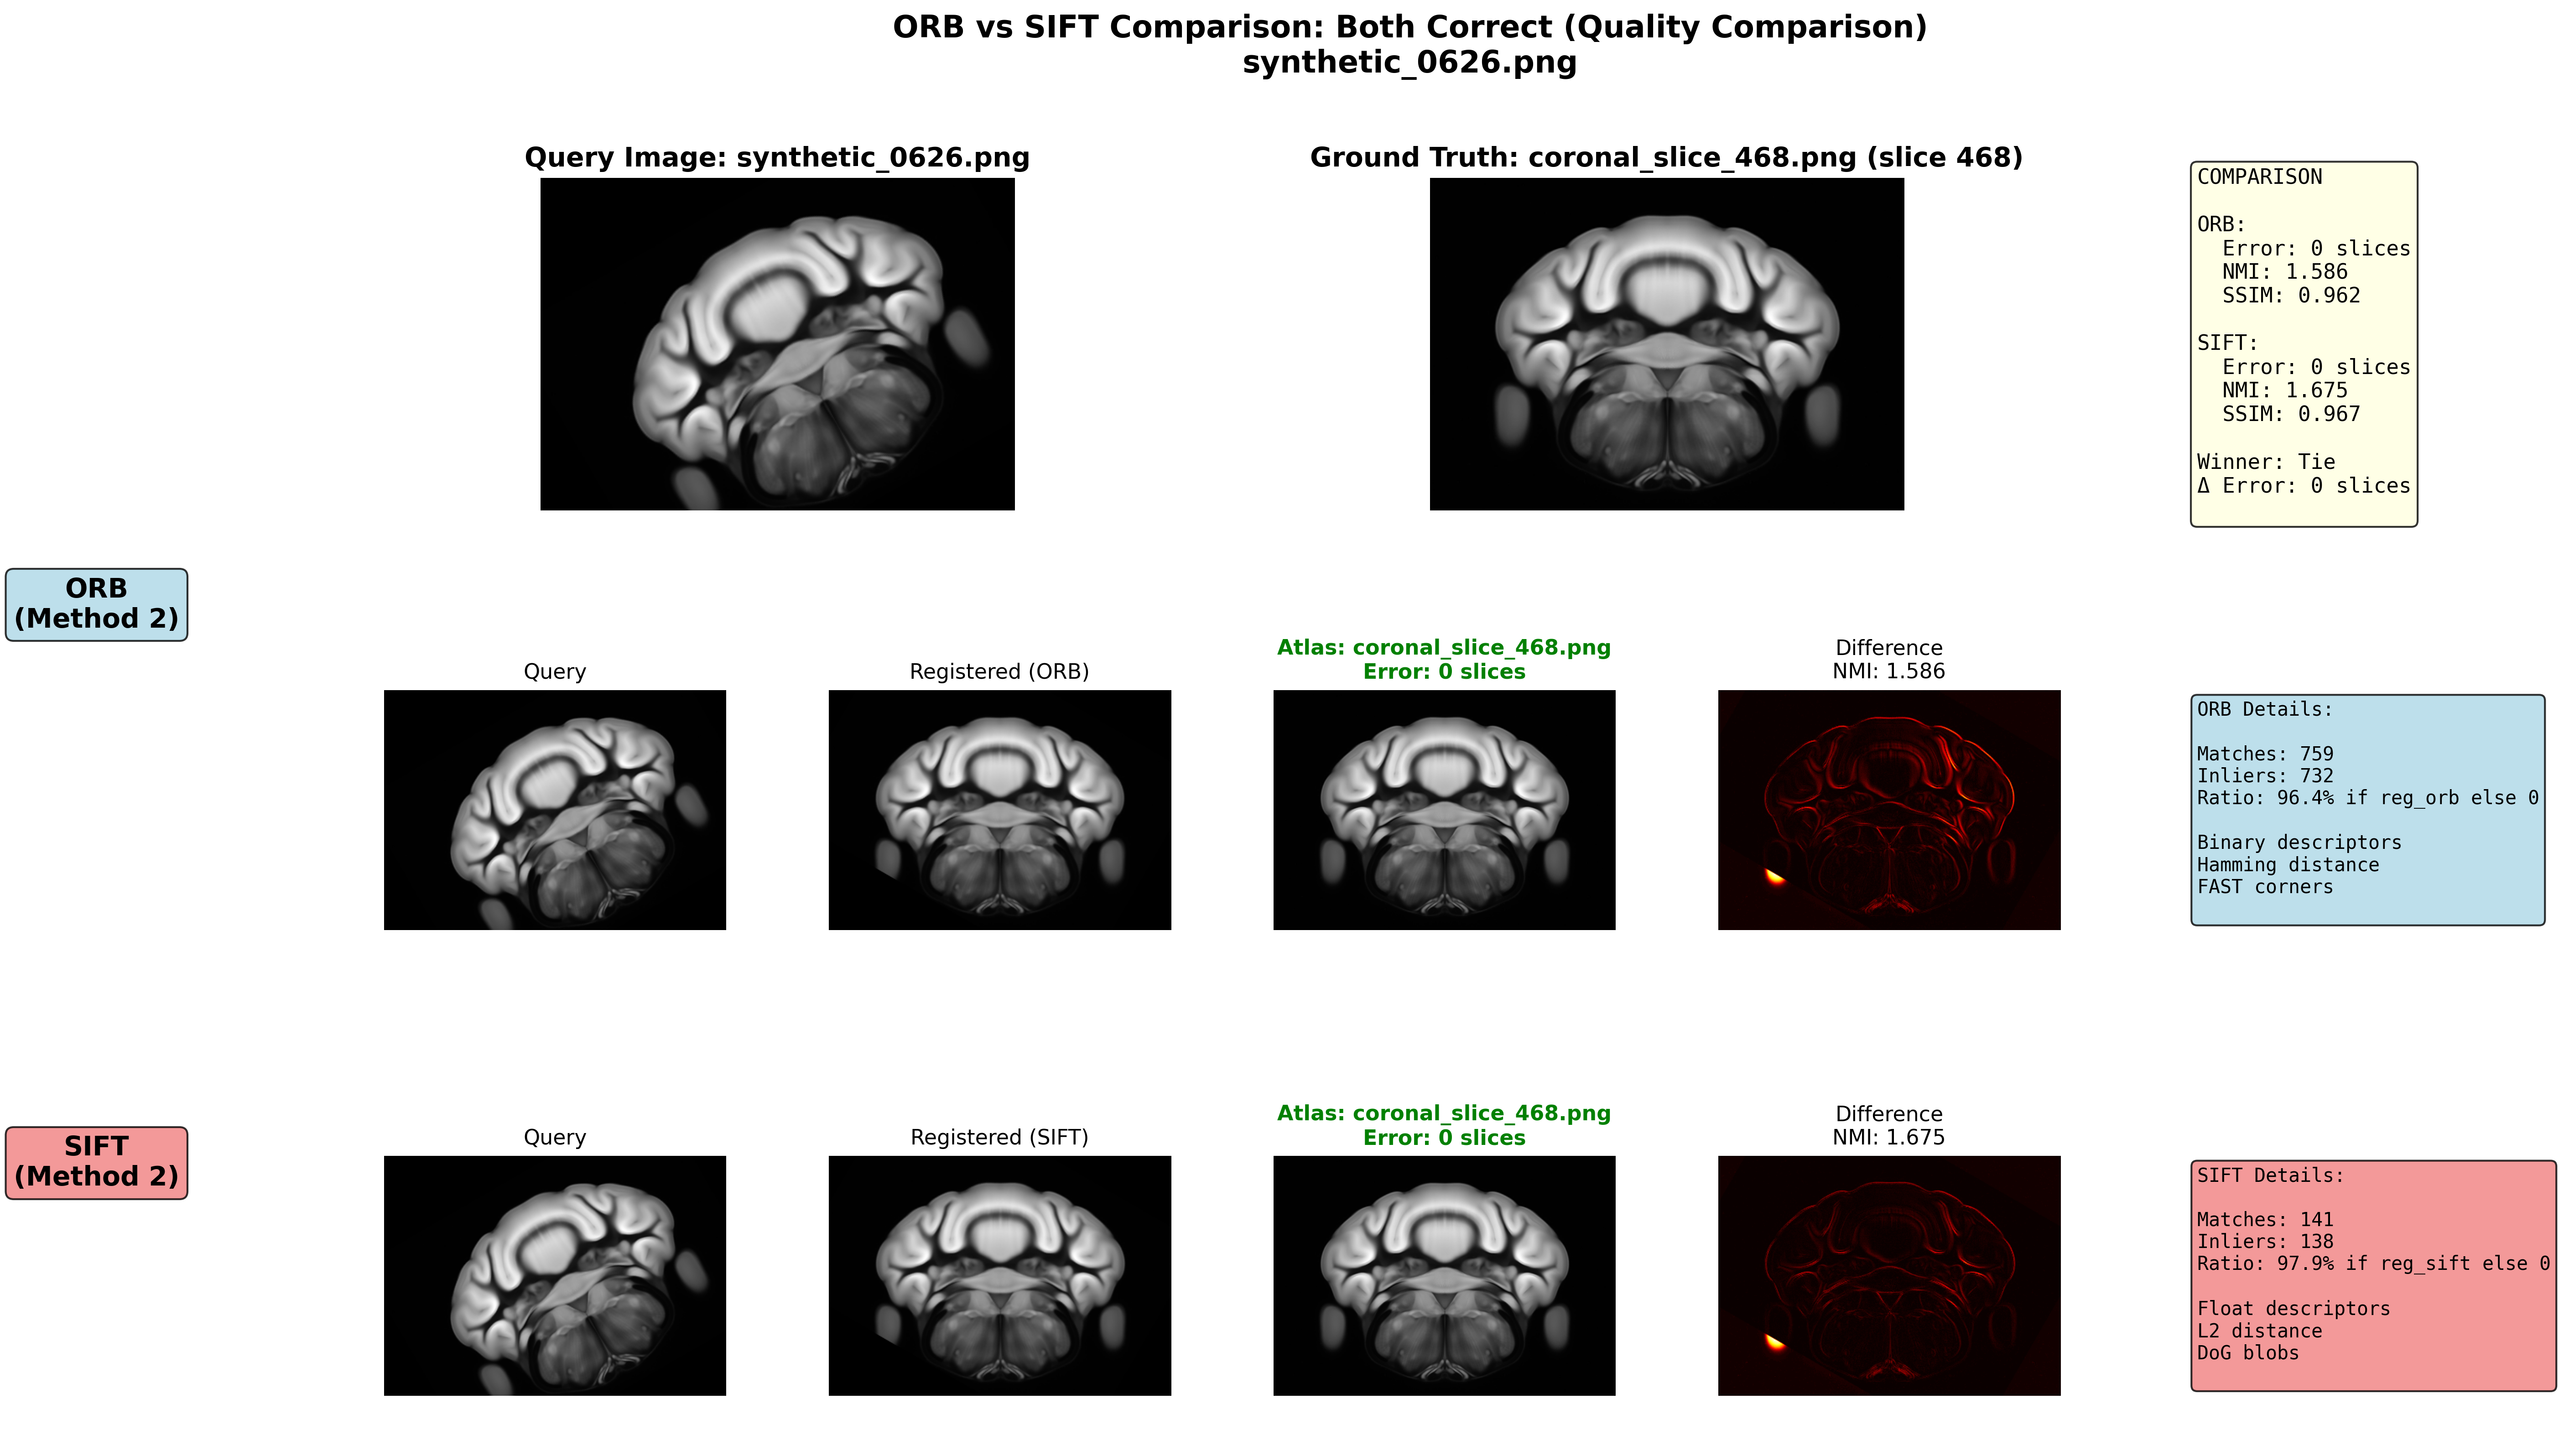 ORB vs SIFT Comparison: Both Correct (Quality Comparison)
synthetic_0626.png
Query Image: synthetic_0626.png
Ground Truth: coronal_slice_468.png (slice 468)
COMPARISON
ORB:
Error: 0 slices
NMI: 1.586
SSIM: 0.962
SIFT:
Error: 0 slices
NMI: 1.675
SSIM: 0.967
Winner: Tie
Δ Error: 0 slices
ORB
(Method 2)
Query
Registered (ORB)
Atlas: coronal_slice_468.png
Error: 0 slices
Difference
NMI: 1.586
ORB Details:
Matches: 759
Inliers: 732
Ratio: 96.4% if reg_orb else 0
Binary descriptors
Hamming distance
FAST corners
SIFT
(Method 2)
Query
Registered (SIFT)
Atlas: coronal_slice_468.png
Error: 0 slices
Difference
NMI: 1.675
SIFT Details:
Matches: 141
Inliers: 138
Ratio: 97.9% if reg_sift else 0
Float descriptors
L2 distance
DoG blobs